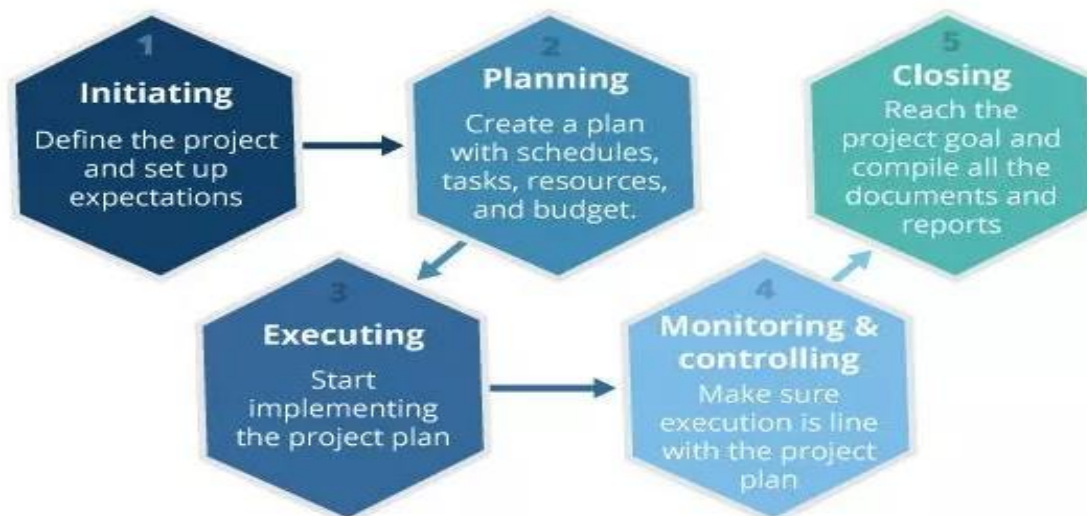 1
Initiating
Define the project
and set up
expectations
2
Planning
Create a plan
with schedules,
tasks, resources,
and budget.
3
Executing
Start
implementing
the project plan
4
Monitoring &
controlling
Make sure
execution is line
with the project
plan
5
Closing
Reach the
project goal and
compile all the
documents and
reports